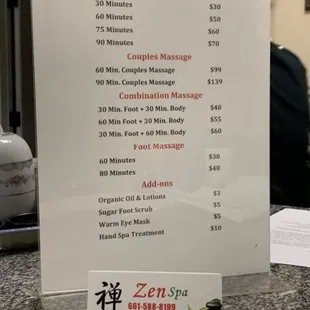 30 Minutes $30
60 Minutes $50
75 Minutes $60
90 Minutes $70
Couples Massage
60 Min. Couples Massage $99
90 Min. Couples Massage $139
Combination Massage
30 Min. Foot + 30 Min. Body $40
60 Min Foot + 30 Min. Body $55
30 Min. Foot + 60 Min. Body $60
Foot Massage
60 Minutes $30
80 Minutes $40
Add-ons
Organic Oil & Lotions $3
Sugar Foot Scrub $5
Warm Eye Mask $5
Hand Spa Treatment $10
禅 Zen Spa
661-588-8199